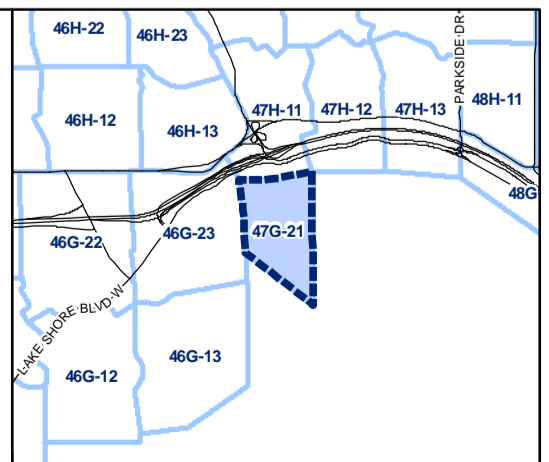 46H-22
46H-23
PARKSIDE DR
46H-12
47H-11
47H-12
47H-13
48H-11
46H-13
48G
46G-22
46G-23
47G-21
LAKE SHORE BLVD W
46G-13
46G-12